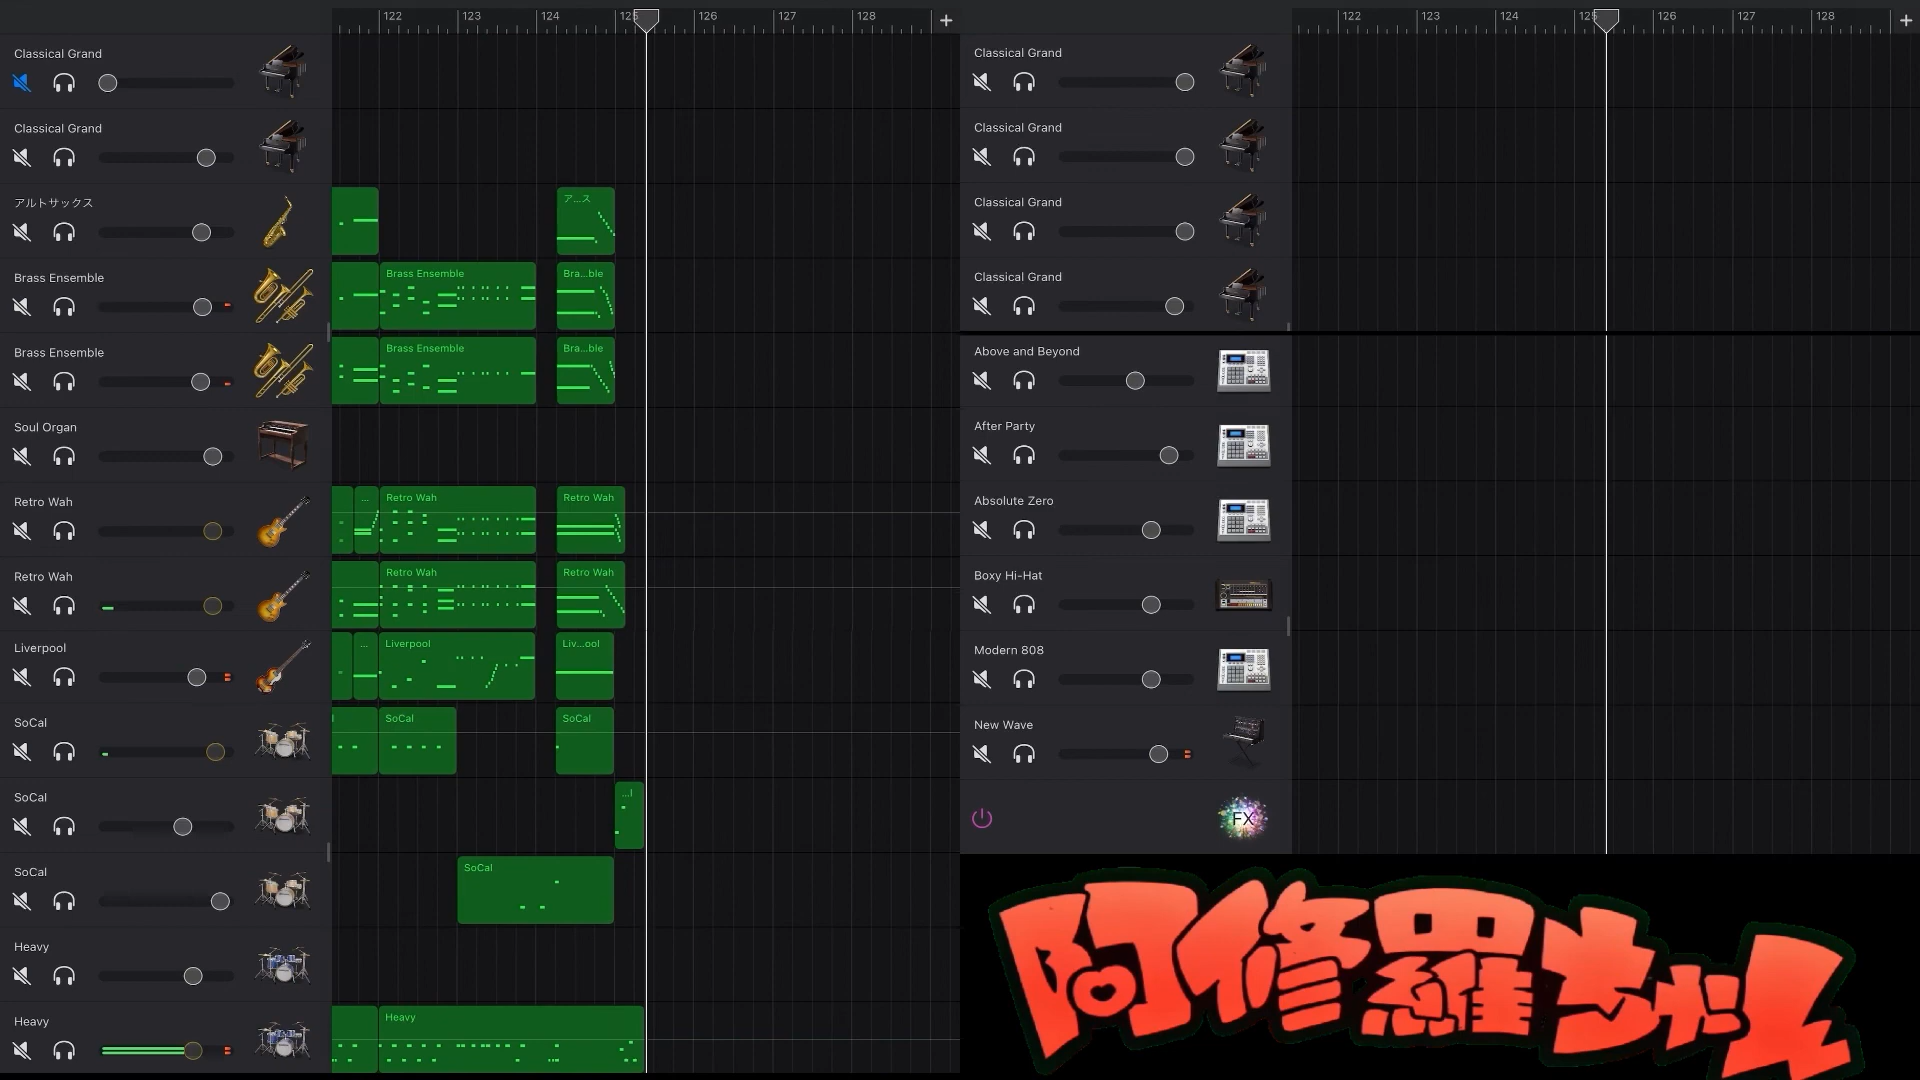 122 123 124 125 126 127 128 +
Classical Grand
Classical Grand
アルトサックス
ア...ス
Brass Ensemble
Brass Ensemble
Bra...ble
Brass Ensemble
Brass Ensemble
Bra...ble
Soul Organ
Retro Wah
...
Retro Wah
Retro Wah
Retro Wah
Retro Wah
Retro Wah
Liverpool
...
Liverpool
Liv...ool
SoCal
SoCal
SoCal
SoCal
...l
SoCal
SoCal
Heavy
Heavy
Heavy
122 123 124 125 126 127 128 +
Classical Grand
Classical Grand
Classical Grand
Classical Grand
Above and Beyond
After Party
Absolute Zero
Boxy Hi-Hat
Modern 808
New Wave
FX
阿修羅ちゃん